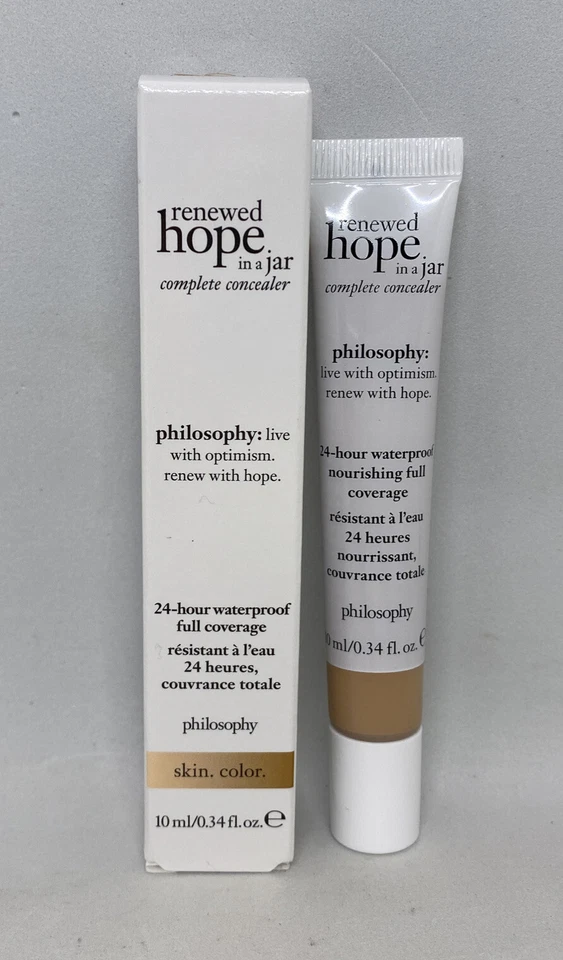 renewed
hope.
in a jar
complete concealer
philosophy: live
with optimism.
renew with hope.
24-hour waterproof
full coverage
résistant à l'eau
24 heures,
couvrance totale
philosophy
skin. color.
10 ml/0.34 fl. oz. ℮
renewed
hope.
in a jar
complete concealer
philosophy:
live with optimism.
renew with hope.
24-hour waterproof
nourishing full
coverage
résistant à l'eau
24 heures
nourrissant,
couvrance totale
philosophy
0 ml/0.34 fl. oz. ℮